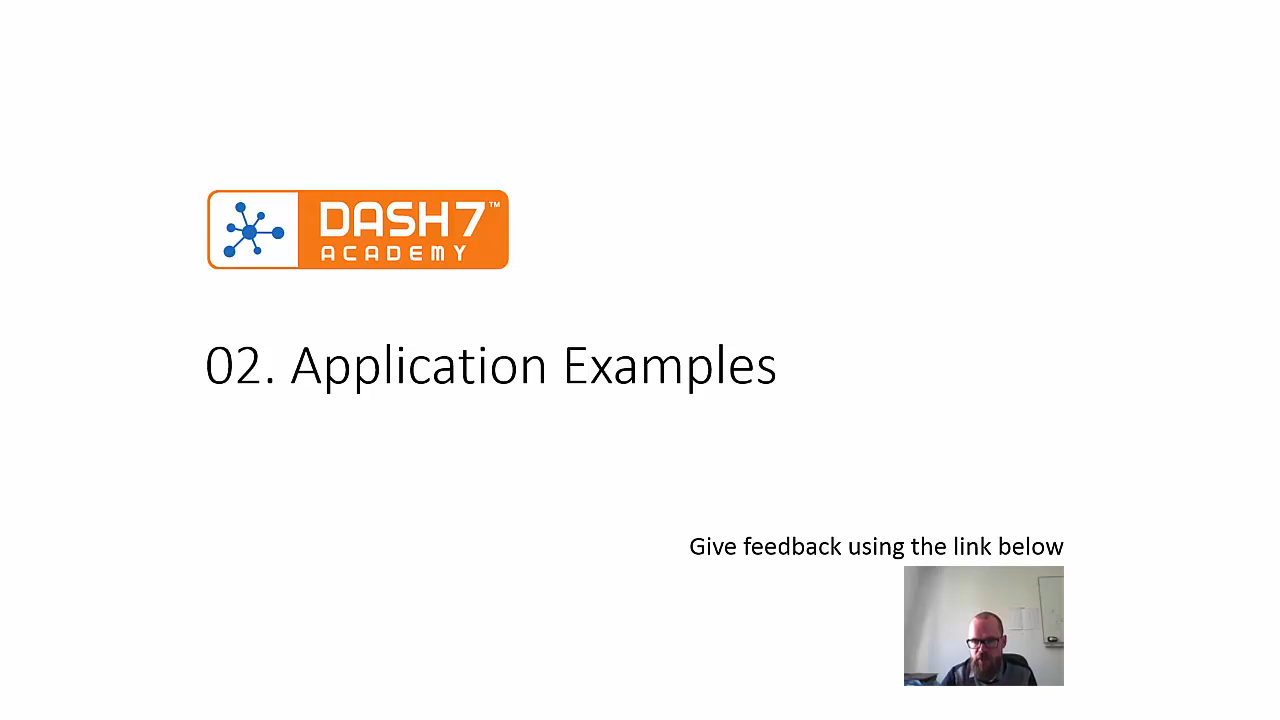 DASH7™
ACADEMY
02. Application Examples
Give feedback using the link below